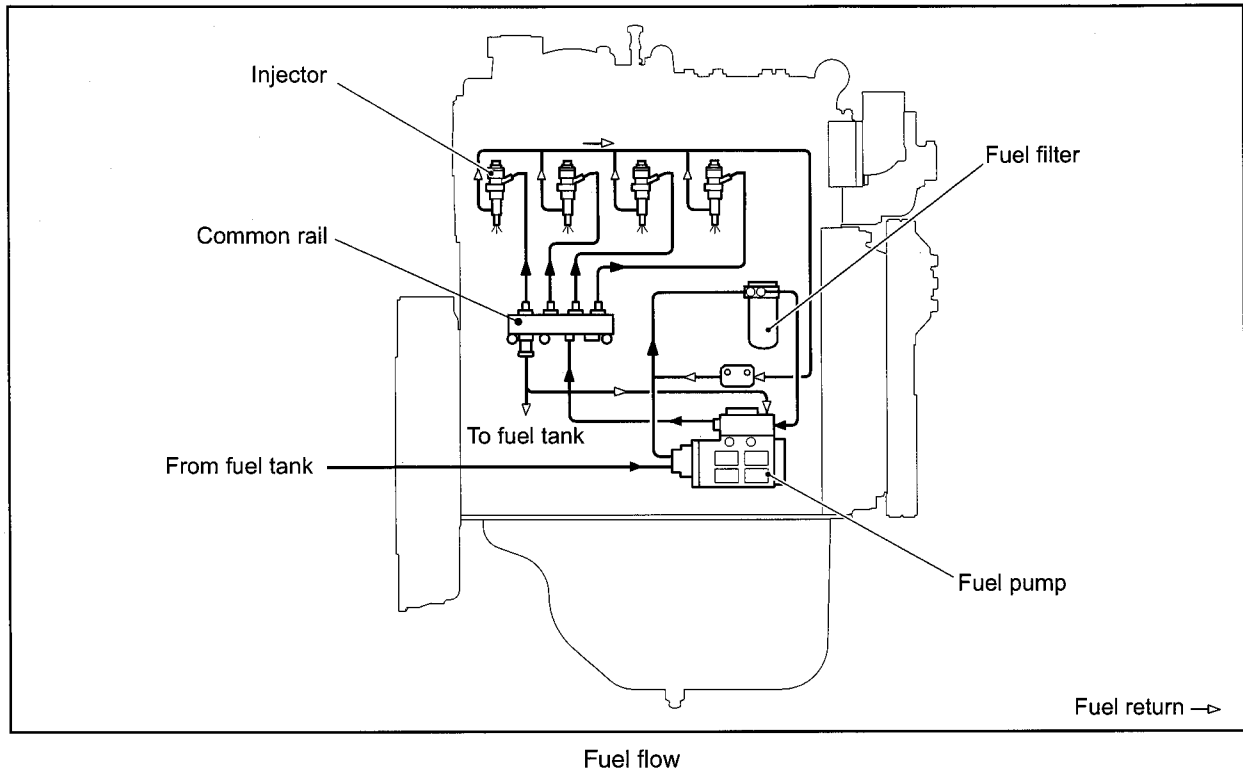 Injector
Fuel filter
Common rail
To fuel tank
From fuel tank
Fuel pump
Fuel return
Fuel flow